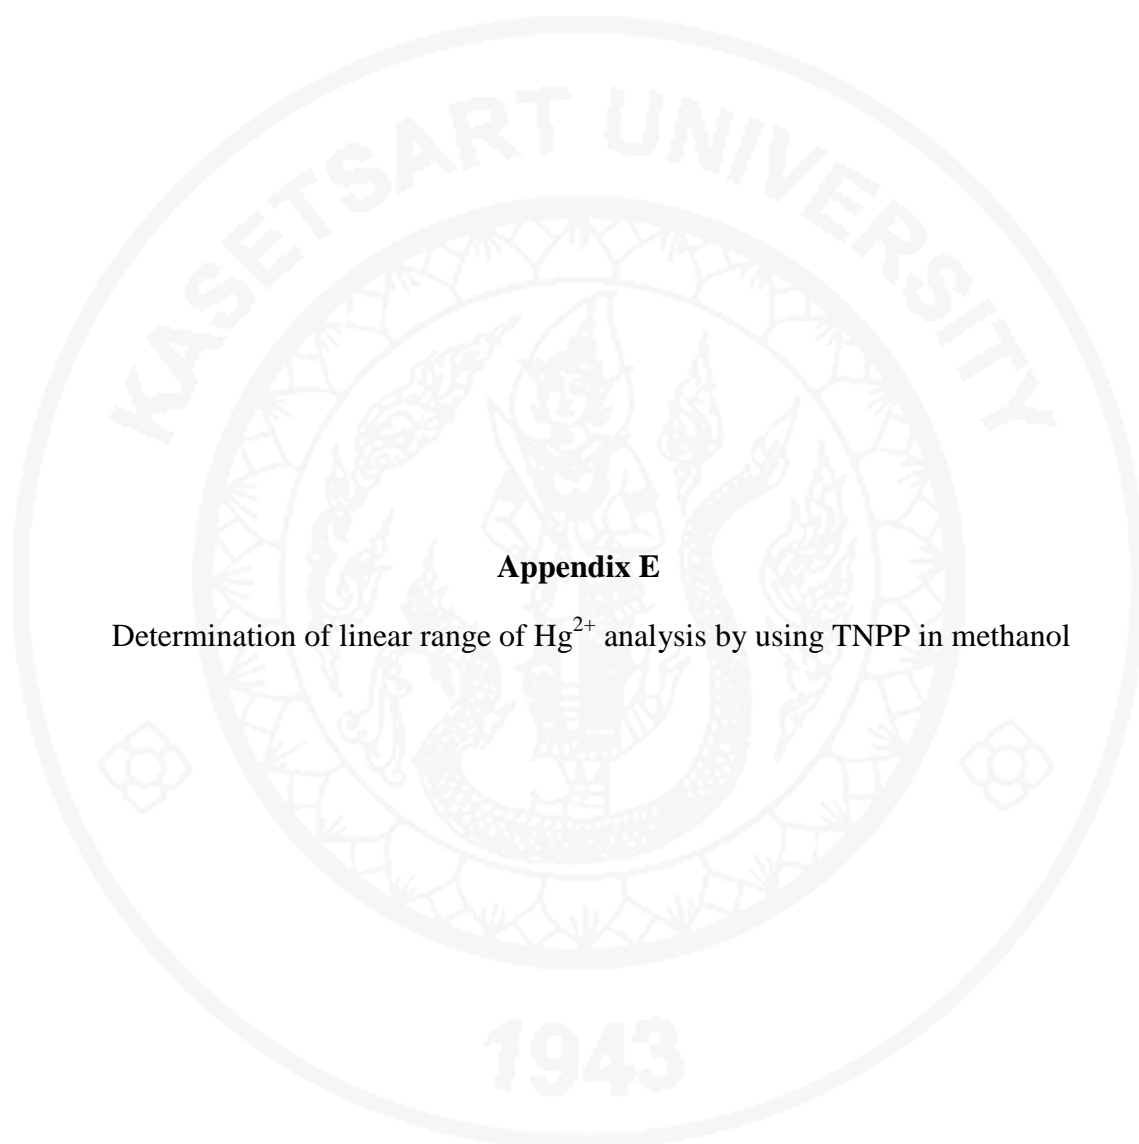 KASETSART UNIVERSITY
Appendix E
Determination of linear range of Hg²⁺ analysis by using TNPP in methanol
1943